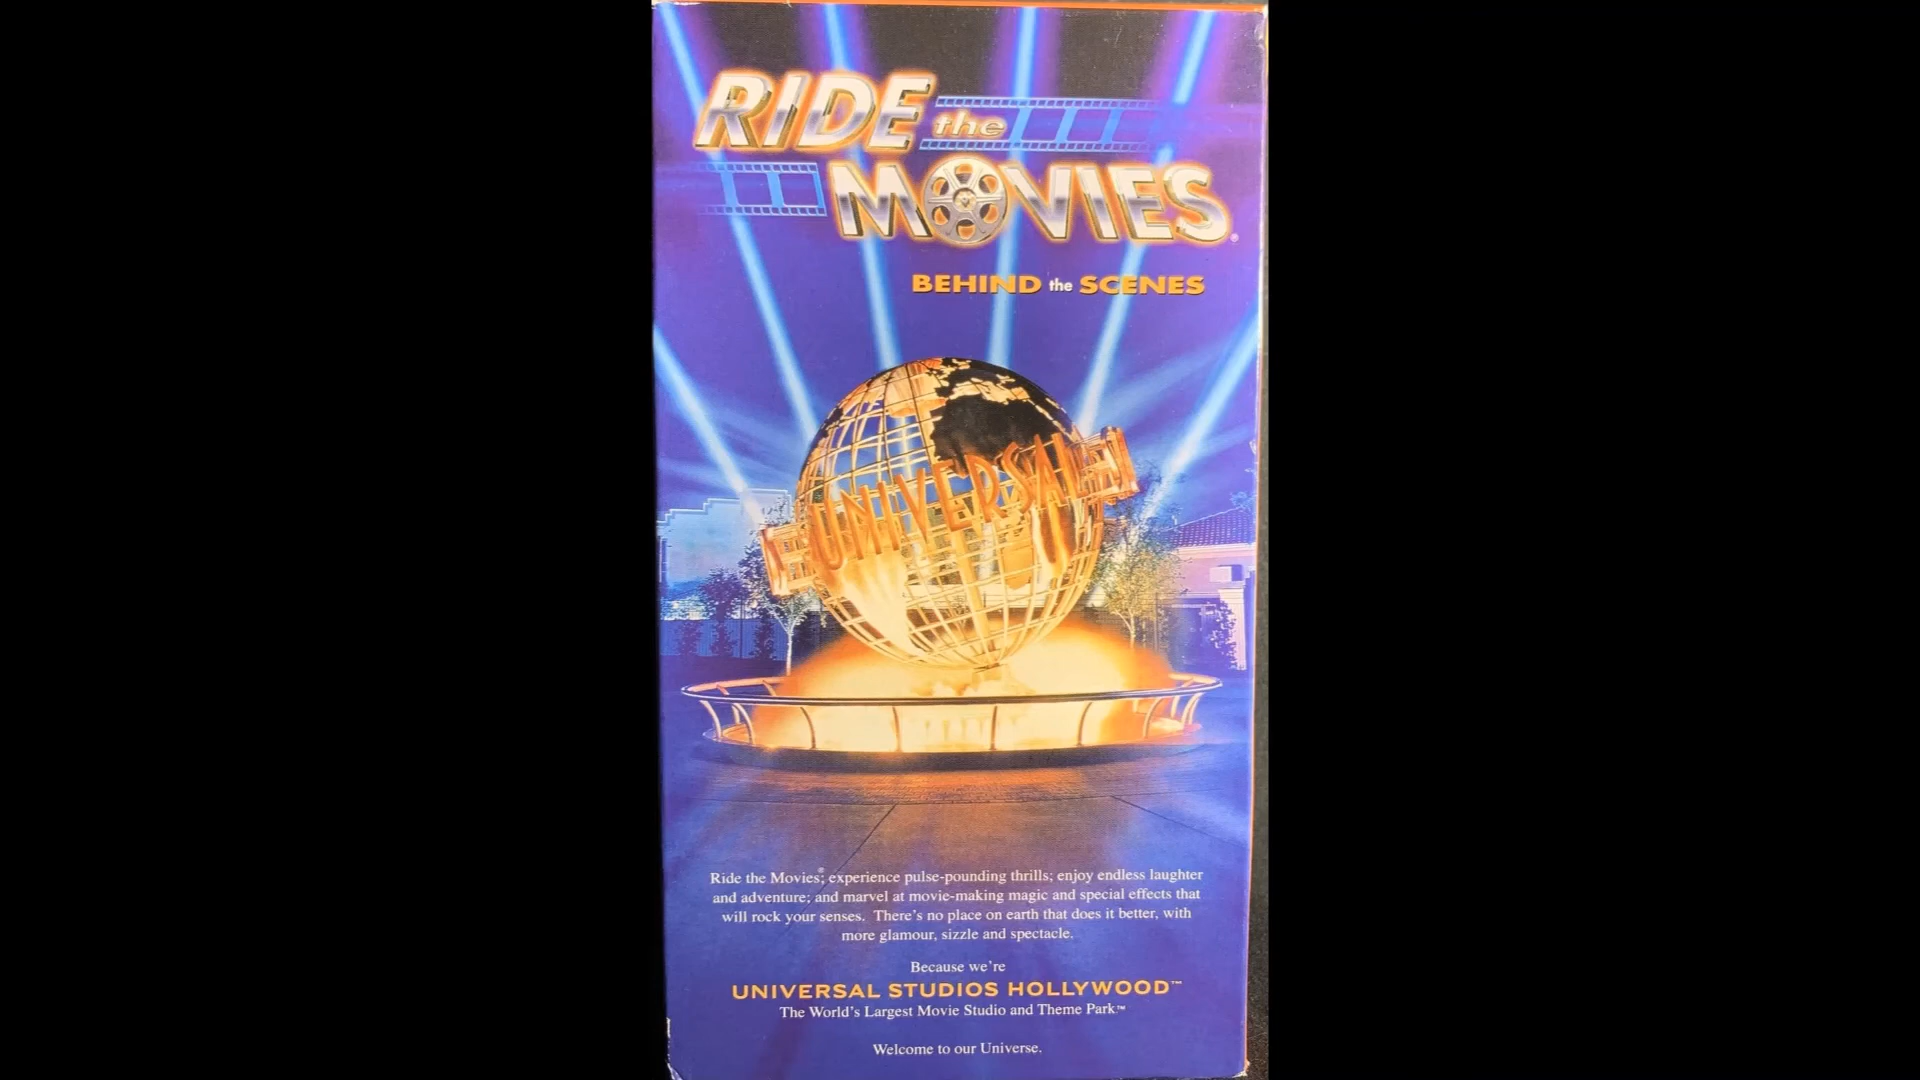 RIDE the
MOVIES®
BEHIND the SCENES
UNIVERSAL
Ride the Movies®; experience pulse-pounding thrills; enjoy endless laughter
and adventure; and marvel at movie-making magic and special effects that
will rock your senses. There's no place on earth that does it better, with
more glamour, sizzle and spectacle.
Because we're
UNIVERSAL STUDIOS HOLLYWOOD™
The World's Largest Movie Studio and Theme Park™
Welcome to our Universe.